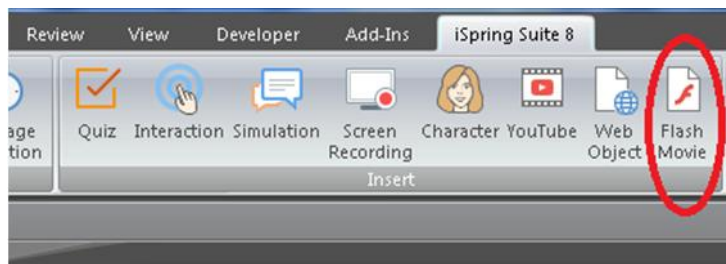 Review View Developer Add-Ins iSpring Suite 8
Quiz Interaction Simulation Screen Character YouTube Web Flash
age Recording Object Movie
tion
Insert